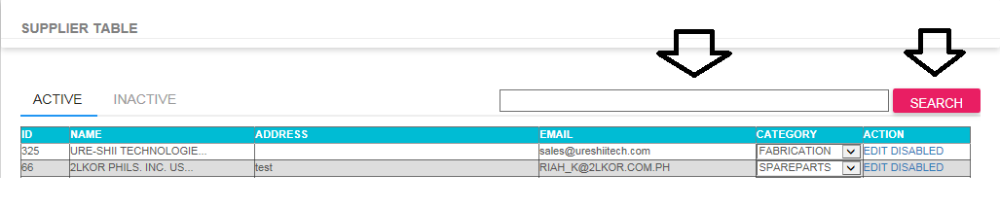 SUPPLIER TABLE
ACTIVE INACTIVE SEARCH
ID NAME ADDRESS EMAIL CATEGORY ACTION
325 URE-SHII TECHNOLOGIE... sales@ureshiitech.com FABRICATION EDIT DISABLED
66 2LKOR PHILS. INC. US... test RIAH_K@2LKOR.COM.PH SPAREPARTS EDIT DISABLED